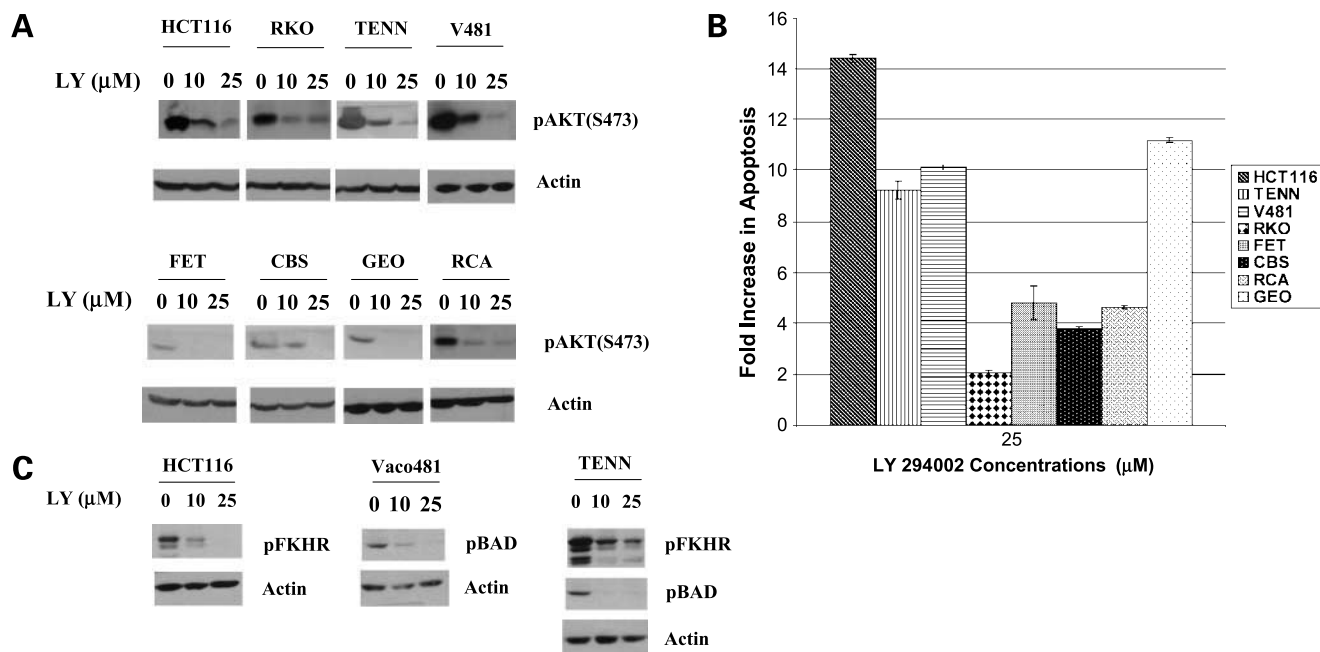 A
HCT116 RKO TENN V481
LY (μM) 0 10 25 0 10 25 0 10 25 0 10 25
pAKT(S473)
Actin
FET CBS GEO RCA
LY (μM) 0 10 25 0 10 25 0 10 25 0 10 25
pAKT(S473)
Actin
B
Fold Increase in Apoptosis
16
14
12
10
8
6
4
2
0
25
LY 294002 Concentrations (μM)
HCT116
TENN
V481
RKO
FET
CBS
RCA
GEO
C
HCT116 Vaco481 TENN
LY (μM) 0 10 25 0 10 25 0 10 25
pFKHR pBAD pFKHR
Actin Actin pBAD
Actin